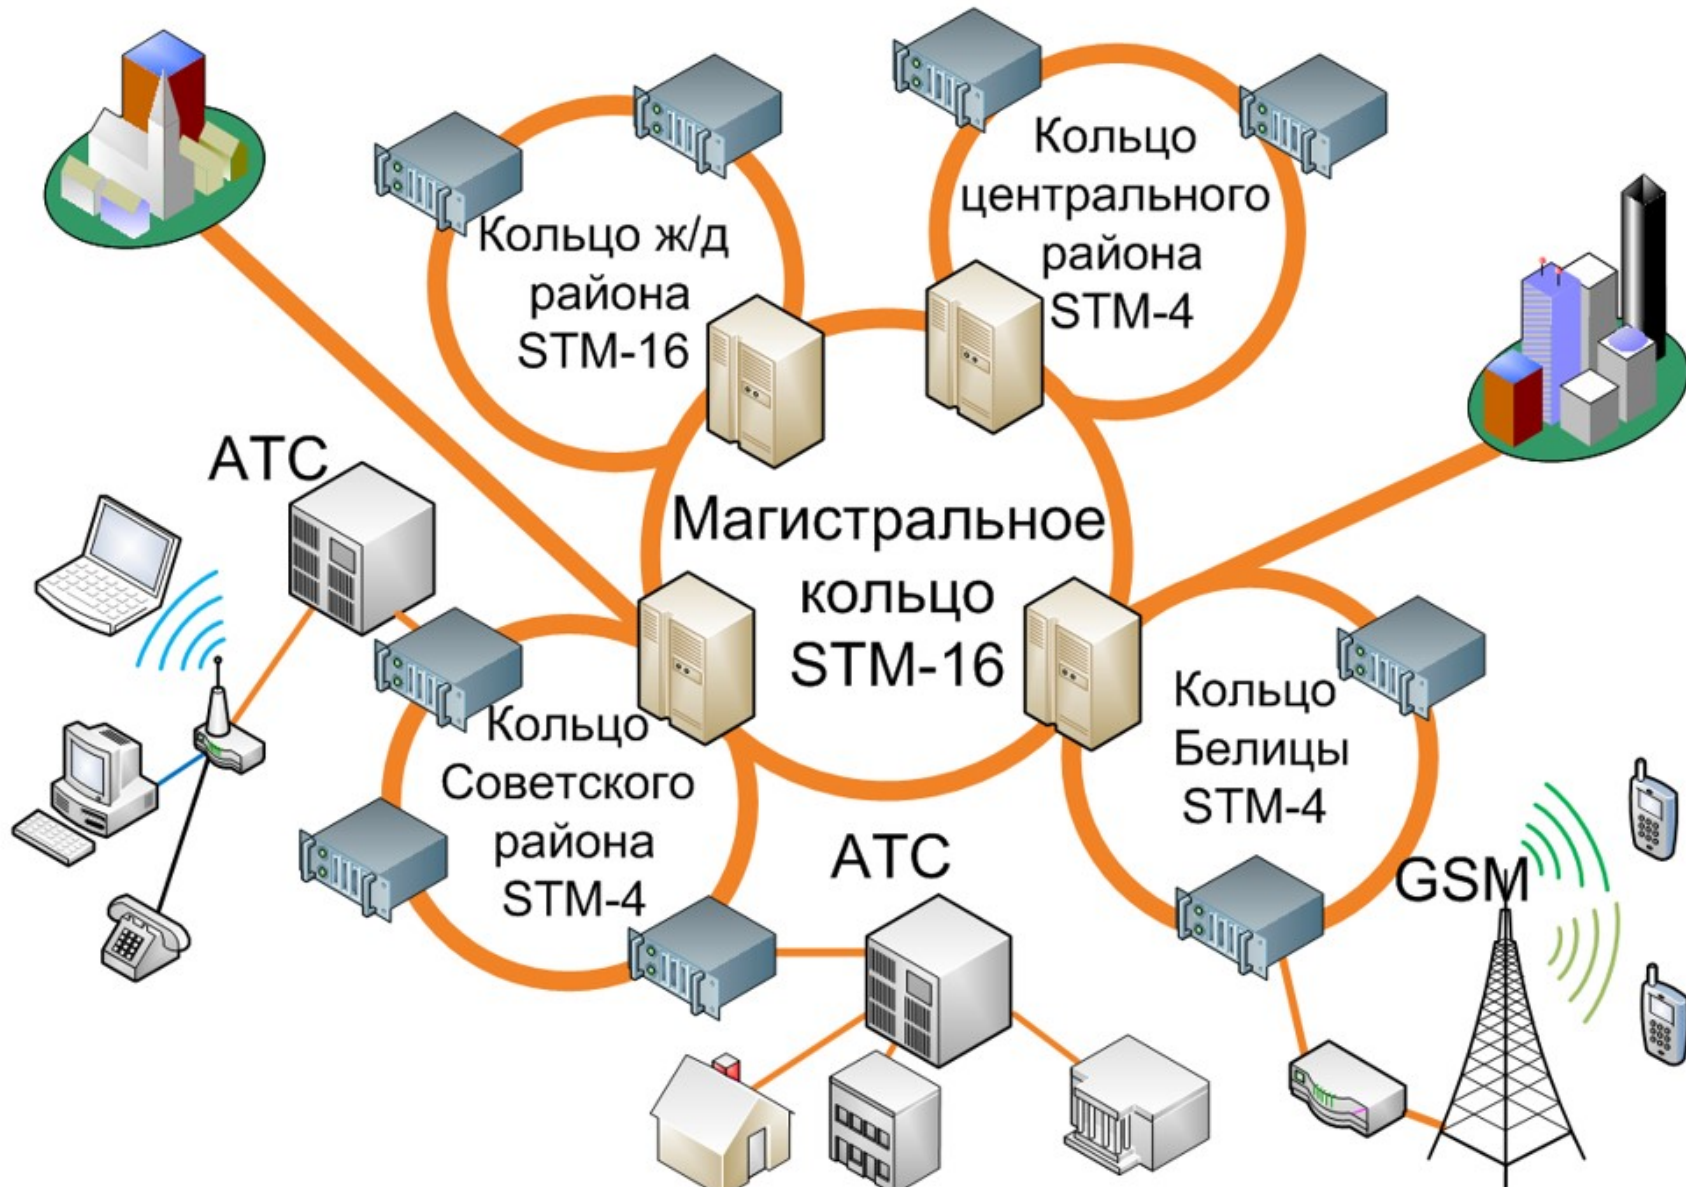 Кольцо
центрального
района
STM-4
Кольцо ж/д
района
STM-16
АТС
Магистральное
кольцо
STM-16
Кольцо
Советского
района
STM-4
Кольцо
Белицы
STM-4
АТС
GSM